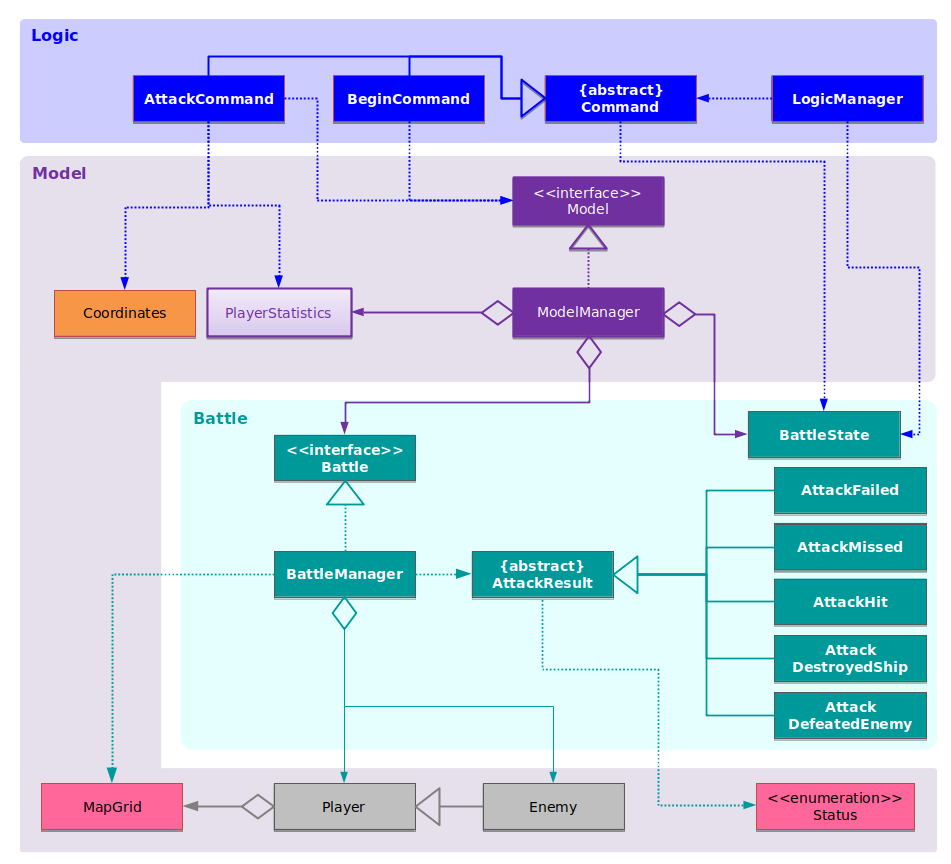 Logic
AttackCommand
BeginCommand
{abstract}
Command
LogicManager
Model
<<interface>>
Model
Coordinates
PlayerStatistics
ModelManager
Battle
<<interface>>
Battle
BattleState
AttackFailed
AttackMissed
BattleManager
{abstract}
AttackResult
AttackHit
Attack
DestroyedShip
Attack
DefeatedEnemy
MapGrid
Player
Enemy
<<enumeration>>
Status